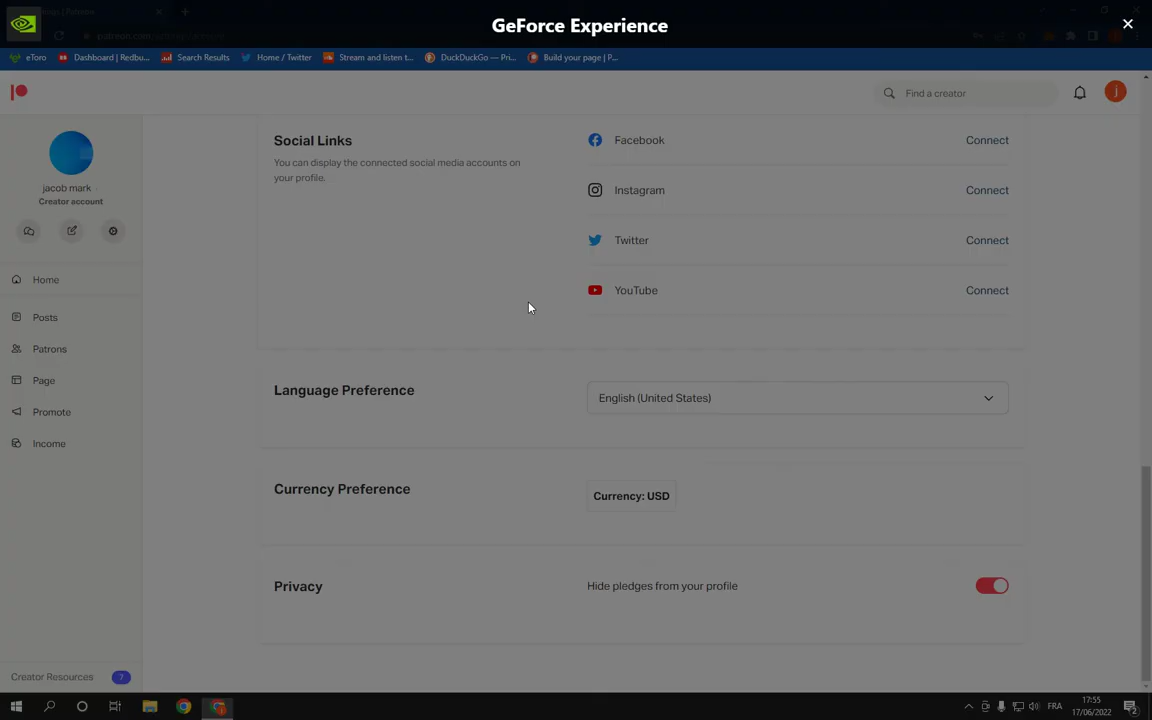 GeForce Experience
eToro
Dashboard | Redbu...
Search Results
Home / Twitter
Stream and listen t...
DuckDuckGo — Pri...
Build your page | P...
Find a creator
j
jacob mark
Creator account
Home
Posts
Patrons
Page
Promote
Income
Creator Resources
?
Social Links
You can display the connected social media accounts on
your profile.
Facebook
Connect
Instagram
Connect
Twitter
Connect
YouTube
Connect
Language Preference
English (United States)
Currency Preference
Currency: USD
Privacy
Hide pledges from your profile
FRA
17:55
17/06/2022
2